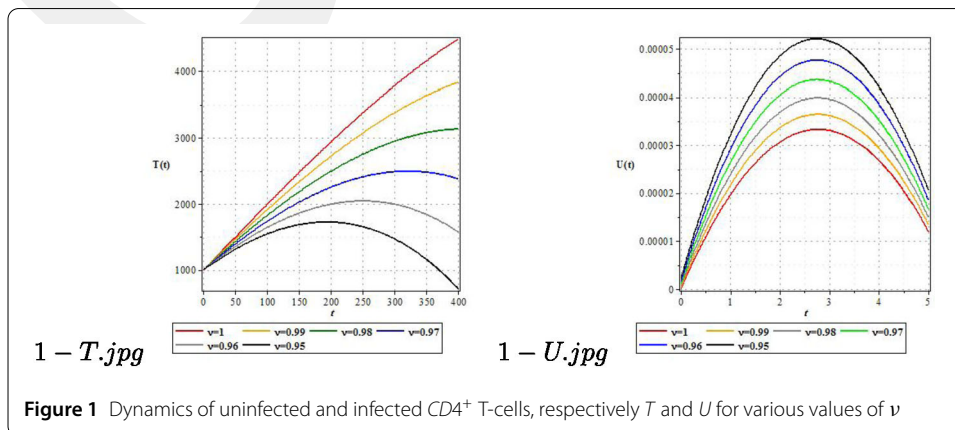 4000
3000
T(t)
2000
1000
0 50 100 150 200 250 300 350 400
t
v=1 v=0.99 v=0.98 v=0.97
v=0.96 v=0.95
1 − T.jpg
0.00005
0.00004
0.00003
U(t)
0.00002
0.00001
0
0 1 2 3 4 5
t
v=1 v=0.99 v=0.98 v=0.97
v=0.96 v=0.95
1 − U.jpg
Figure 1 Dynamics of uninfected and infected CD4⁺ T-cells, respectively T and U for various values of ν